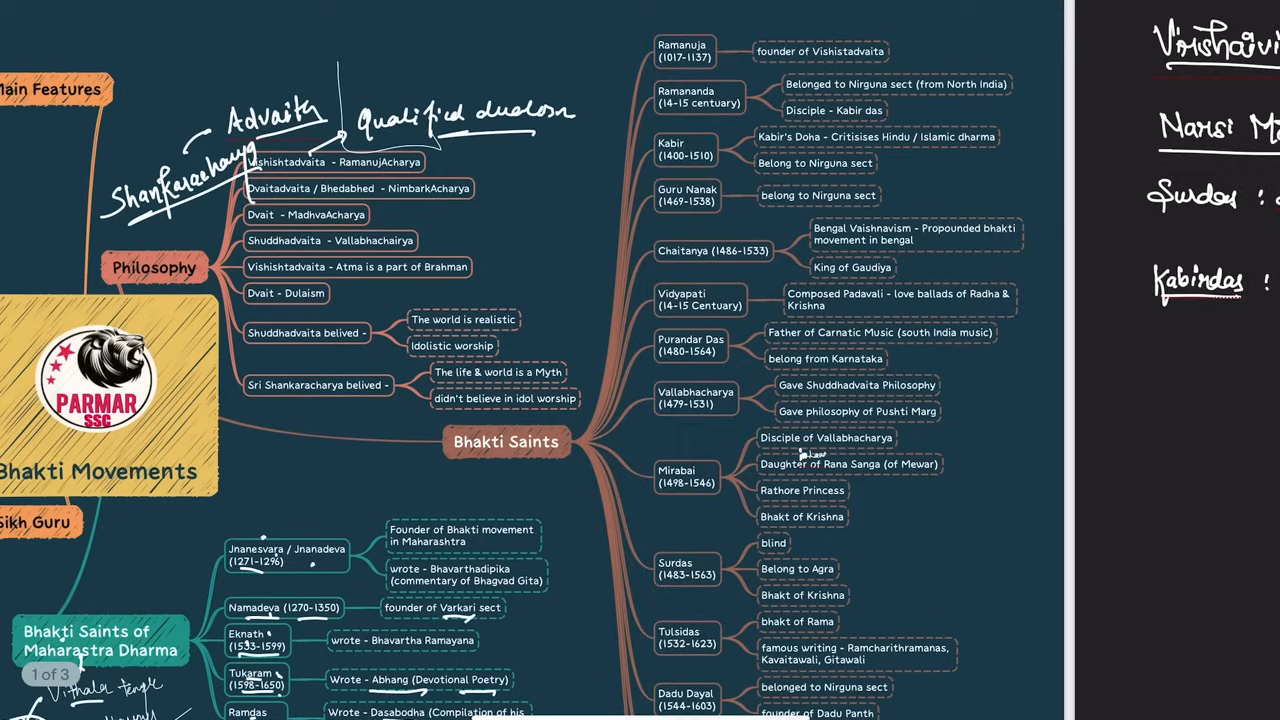 Main Features
Advaita
Qualified dualism
Shankaracharya
Vishishtadvaita - RamanujAcharya
Dvaitadvaita / Bhedabhed - NimbarkAcharya
Dvait - MadhvaAcharya
Shuddhadvaita - Vallabhachairya
Vishishtadvaita - Atma is a part of Brahman
Dvait - Dulaism
Philosophy
Shuddhadvaita belived -
The world is realistic
Idolistic worship
Sri Shankaracharya belived -
The life & world is a Myth
didn't believe in idol worship
PARMAR
SSC
Bhakti Movements
Sikh Guru
Bhakti Saints
Ramanuja
(1017-1137)
founder of Vishistadvaita
Ramananda
(14-15 centuary)
Belonged to Nirguna sect (from North India)
Disciple - Kabir das
Kabir
(1400-1510)
Kabir's Doha - Critisises Hindu / Islamic dharma
Belong to Nirguna sect
Guru Nanak
(1469-1538)
belong to Nirguna sect
Chaitanya (1486-1533)
Bengal Vaishnavism - Propounded bhakti
movement in bengal
King of Gaudiya
Vidyapati
(14-15 Centuary)
Composed Padavali - love ballads of Radha &
Krishna
Purandar Das
(1480-1564)
Father of Carnatic Music (south India music)
belong from Karnataka
Vallabhacharya
(1479-1531)
Gave Shuddhadvaita Philosophy
Gave philosophy of Pushti Marg
Mirabai
(1498-1546)
Disciple of Vallabhacharya
Daughter of Rana Sanga (of Mewar)
Rathore Princess
Bhakt of Krishna
Surdas
(1483-1563)
blind
Belong to Agra
Bhakt of Krishna
Tulsidas
(1532-1623)
bhakt of Rama
famous writing - Ramcharithramanas,
Kavaitawali, Gitawali
Dadu Dayal
(1544-1603)
belonged to Nirguna sect
founder of Dadu Panth
Bhakti Saints of
Maharastra Dharma
Jnanesvara / Jnanadeva
(1271-1296)
Founder of Bhakti movement
in Maharashtra
wrote - Bhavarthadipika
(commentary of Bhagvad Gita)
Namadeva (1270-1350)
founder of Varkari sect
Eknath
(1533-1599)
wrote - Bhavartha Ramayana
Tukaram
(1598-1650)
Wrote - Abhang (Devotional Poetry)
Ramdas
Wrote - Dasabodha (Compilation of his
1 of 3
Vithala
Narsi
Surdas :
Kabirdas :